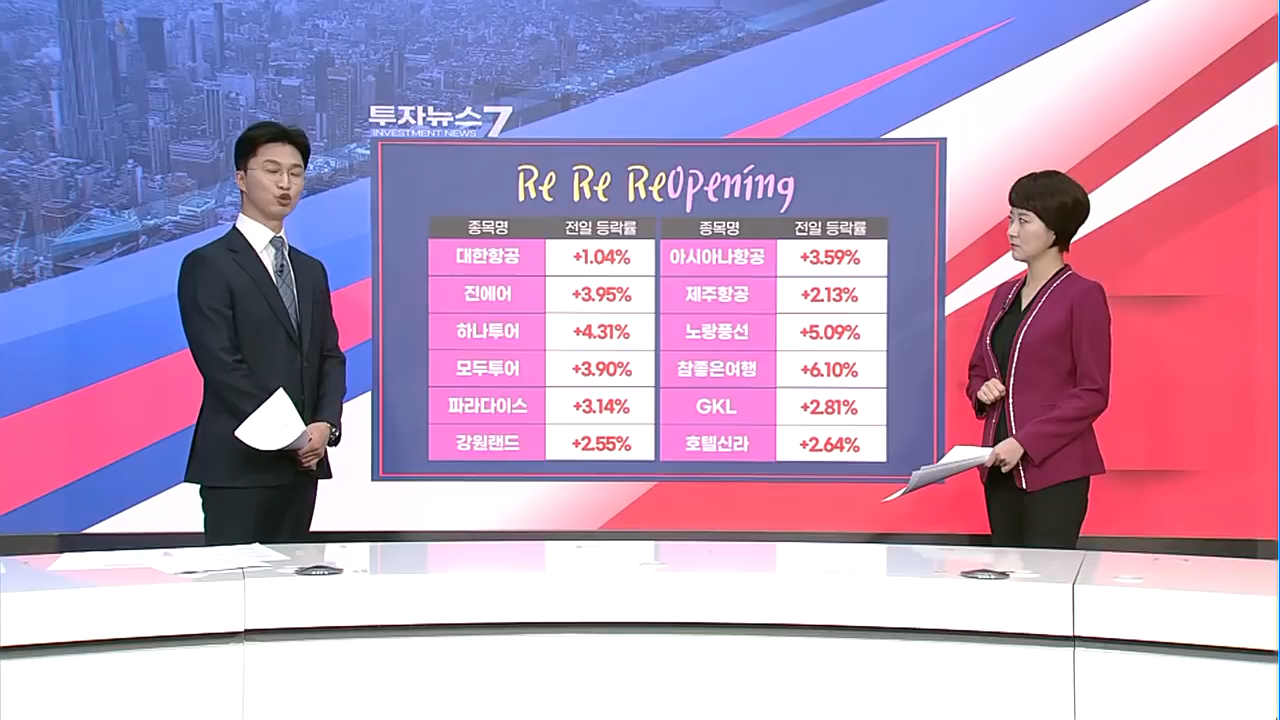 투자뉴스 7
INVESTMENT NEWS
Re Re ReOpening
종목명 전일 등락률 종목명 전일 등락률
대한항공 +1.04% 아시아나항공 +3.59%
진에어 +3.95% 제주항공 +2.13%
하나투어 +4.31% 노랑풍선 +5.09%
모두투어 +3.90% 참좋은여행 +6.10%
파라다이스 +3.14% GKL +2.81%
강원랜드 +2.55% 호텔신라 +2.64%